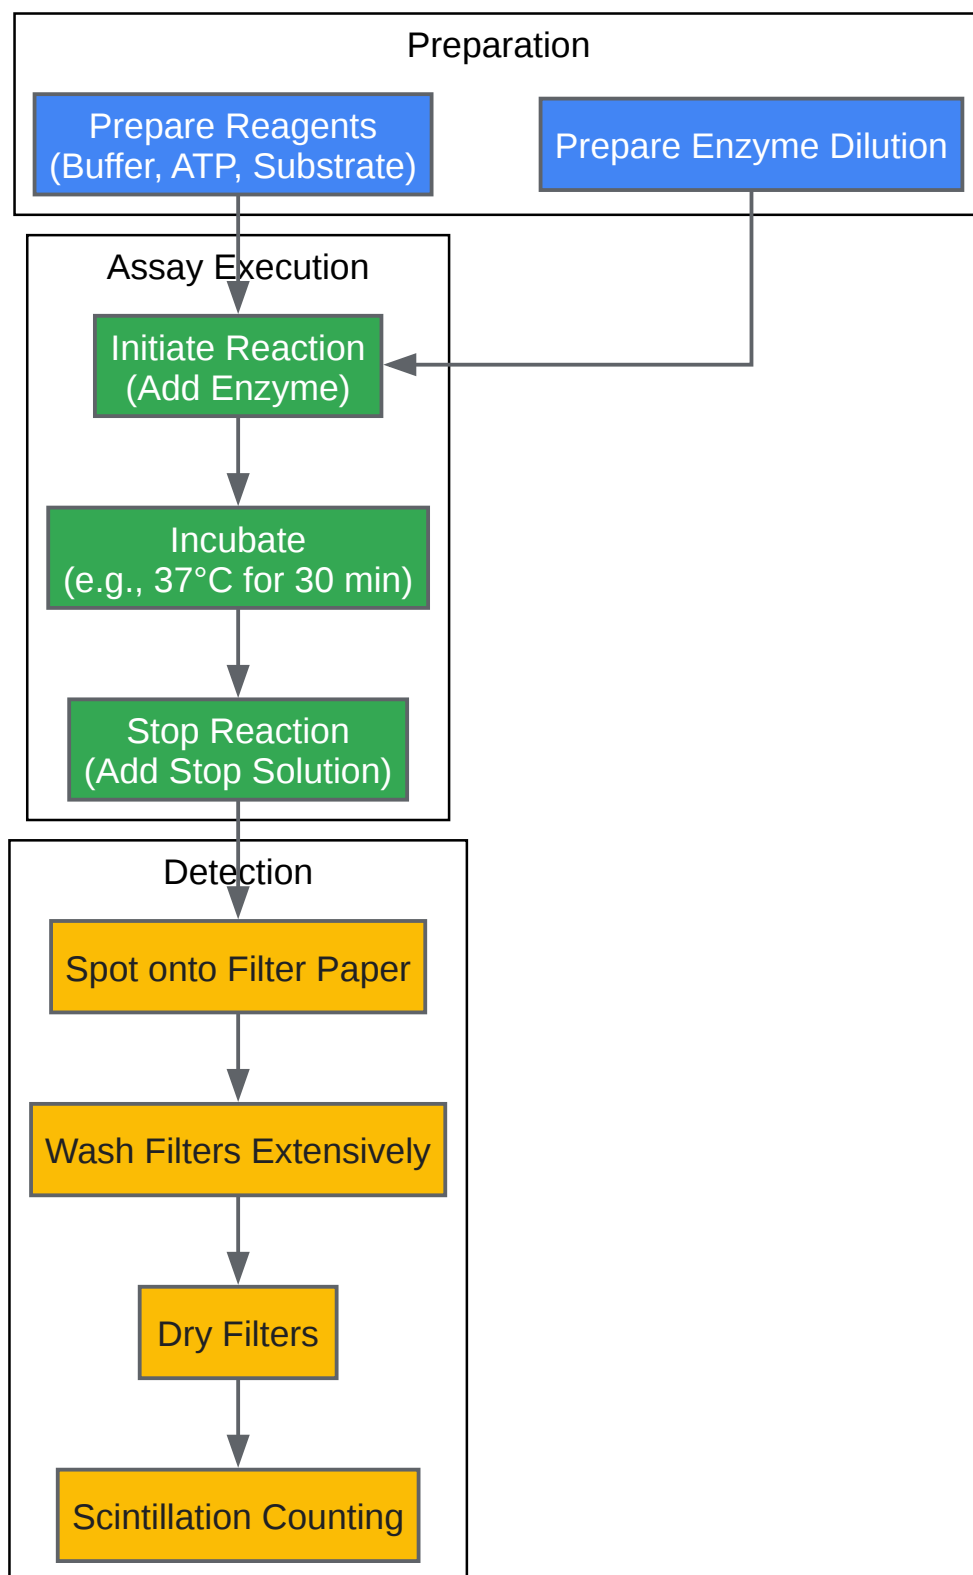 Preparation
Prepare Reagents
(Buffer, ATP, Substrate)
Prepare Enzyme Dilution
Assay Execution
Initiate Reaction
(Add Enzyme)
Incubate
(e.g., 37°C for 30 min)
Stop Reaction
(Add Stop Solution)
Detection
Spot onto Filter Paper
Wash Filters Extensively
Dry Filters
Scintillation Counting